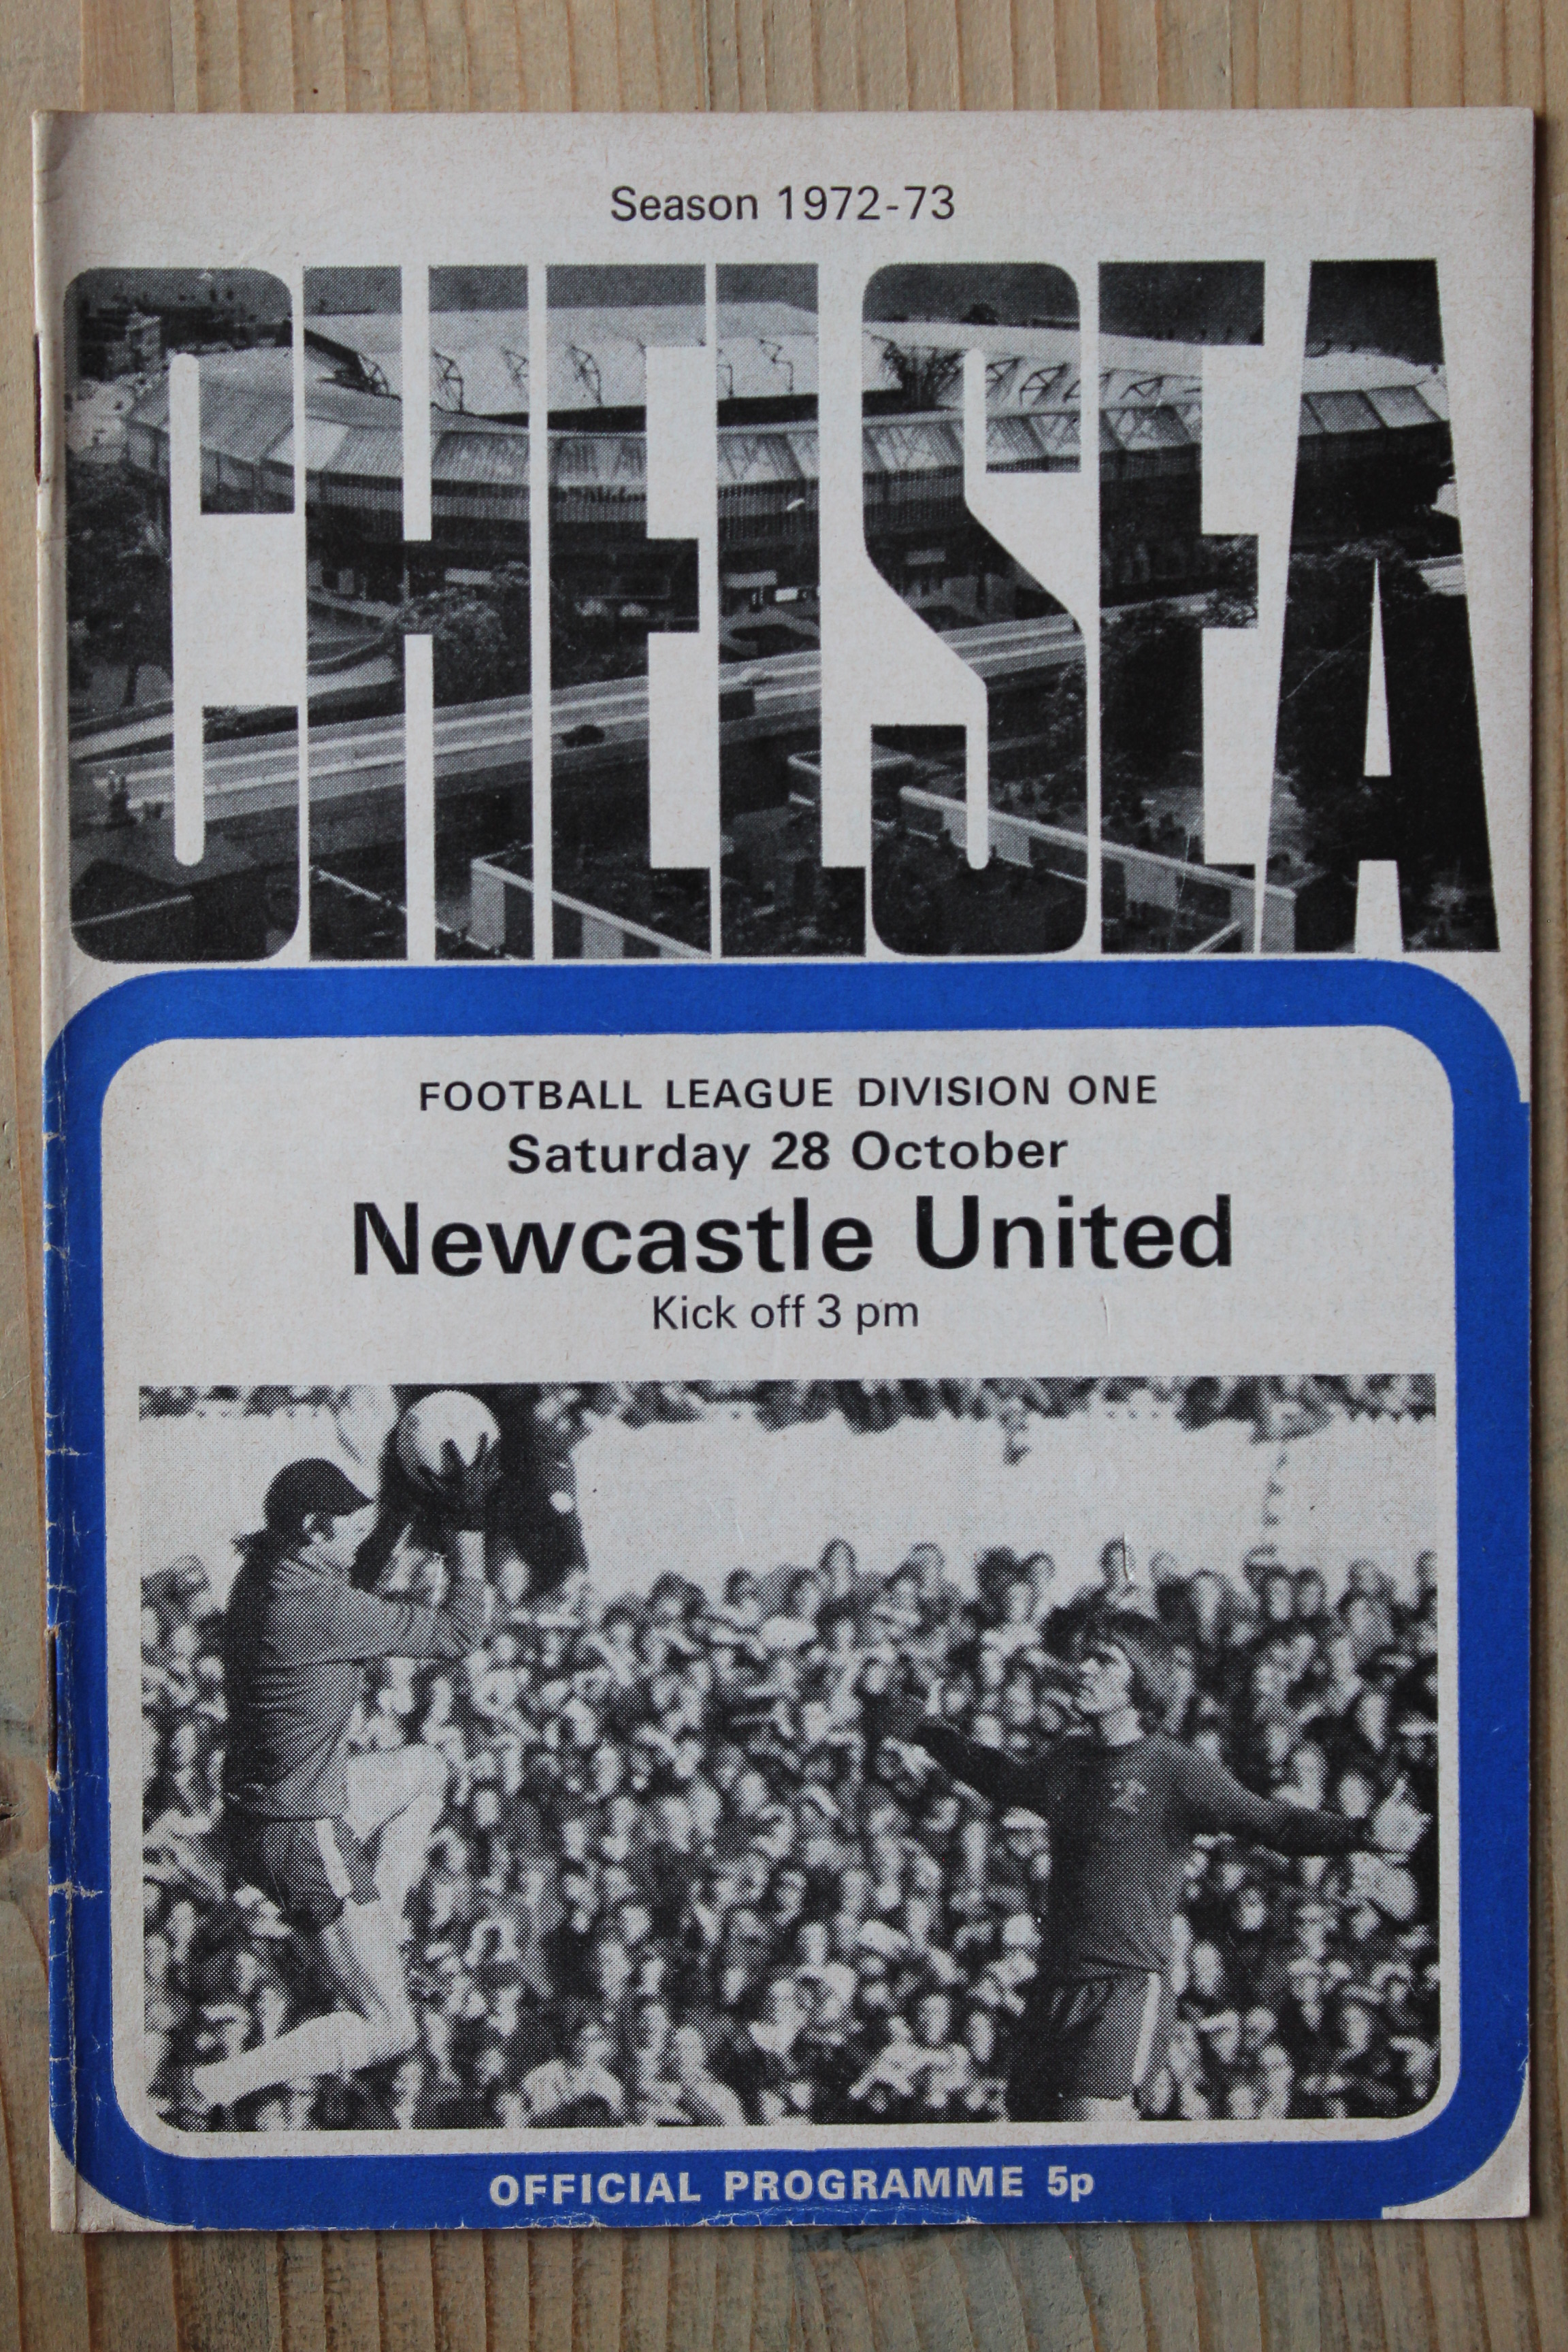 Season 1972-73
CHELSEA
FOOTBALL LEAGUE DIVISION ONE
Saturday 28 October
Newcastle United
Kick off 3 pm
OFFICIAL PROGRAMME 5p